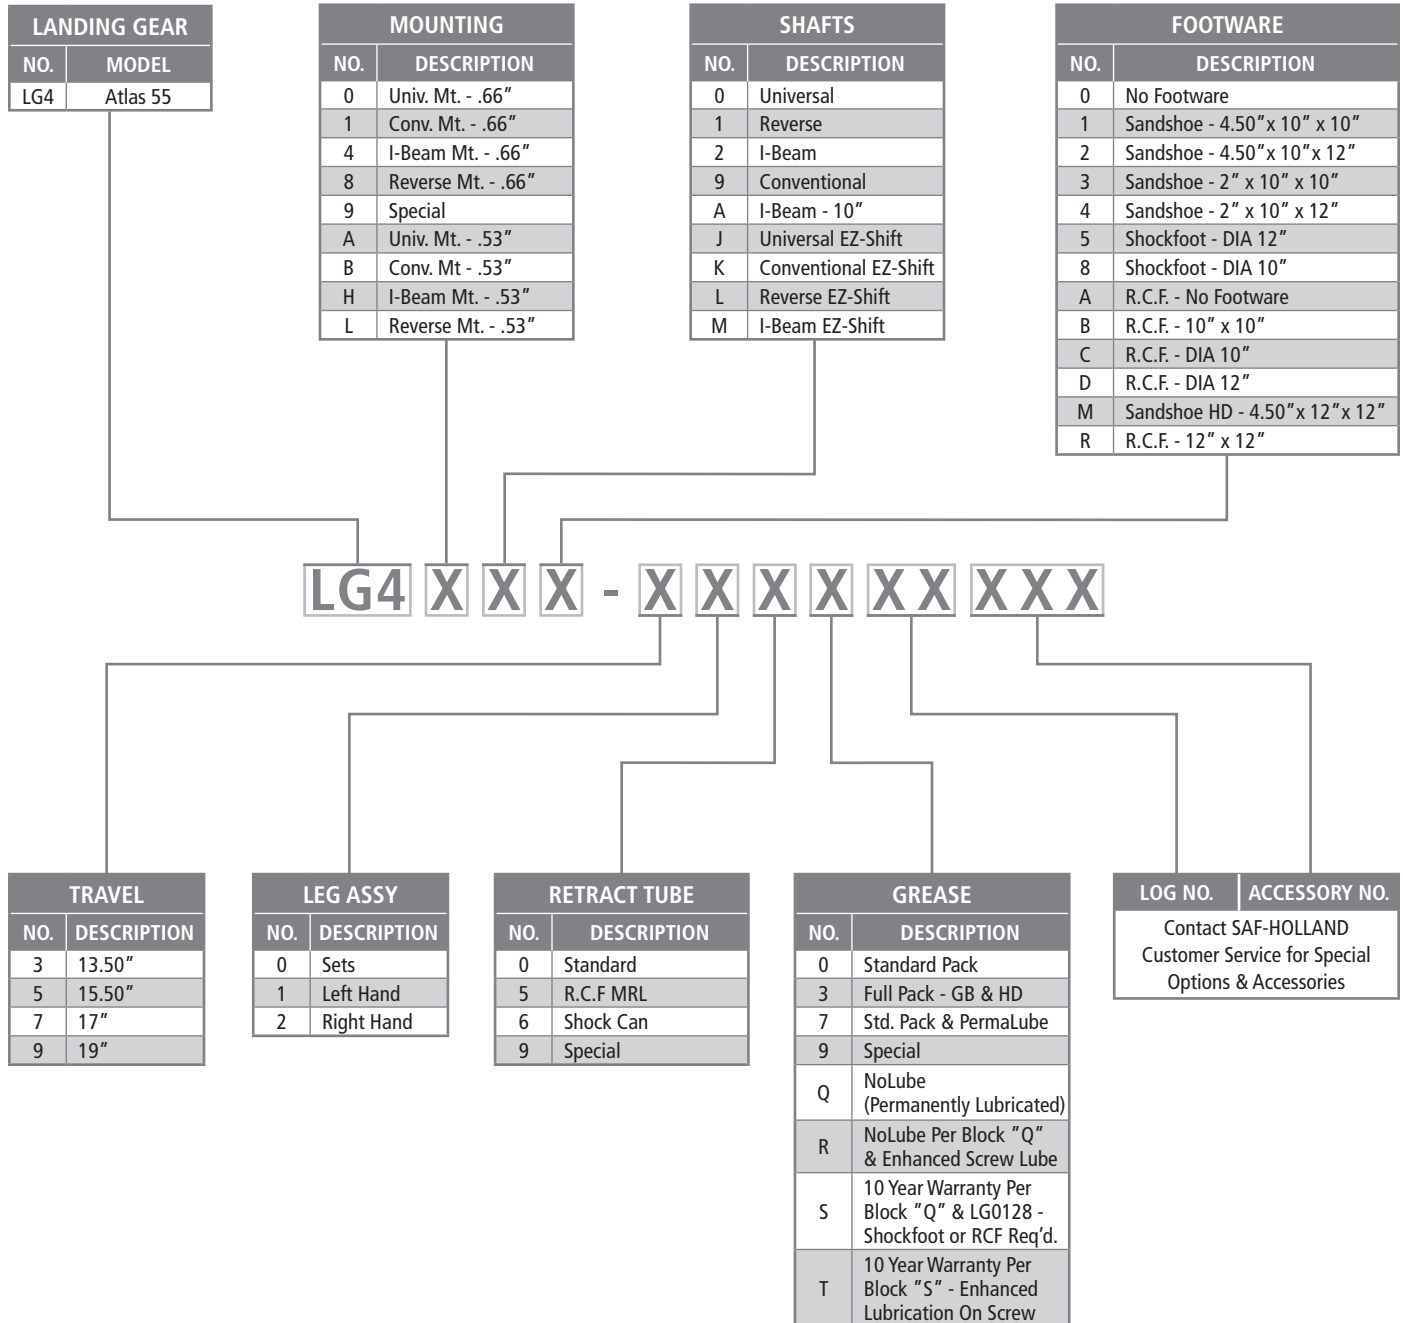 LANDING GEAR
NO. MODEL
LG4 Atlas 55
MOUNTING
NO. DESCRIPTION
0 Univ. Mt. - .66"
1 Conv. Mt. - .66"
4 I-Beam Mt. - .66"
8 Reverse Mt. - .66"
9 Special
A Univ. Mt. - .53"
B Conv. Mt - .53"
H I-Beam Mt. - .53"
L Reverse Mt. - .53"
SHAFTS
NO. DESCRIPTION
0 Universal
1 Reverse
2 I-Beam
9 Conventional
A I-Beam - 10"
J Universal EZ-Shift
K Conventional EZ-Shift
L Reverse EZ-Shift
M I-Beam EZ-Shift
FOOTWARE
NO. DESCRIPTION
0 No Footware
1 Sandshoe - 4.50"x 10" x 10"
2 Sandshoe - 4.50"x 10"x 12"
3 Sandshoe - 2" x 10" x 10"
4 Sandshoe - 2" x 10" x 12"
5 Shockfoot - DIA 12"
8 Shockfoot - DIA 10"
A R.C.F. - No Footware
B R.C.F. - 10" x 10"
C R.C.F. - DIA 10"
D R.C.F. - DIA 12"
M Sandshoe HD - 4.50"x 12"x 12"
R R.C.F. - 12" x 12"
LG4 X X X - X X X X X X X X X
TRAVEL
NO. DESCRIPTION
3 13.50"
5 15.50"
7 17"
9 19"
LEG ASSY
NO. DESCRIPTION
0 Sets
1 Left Hand
2 Right Hand
RETRACT TUBE
NO. DESCRIPTION
0 Standard
5 R.C.F MRL
6 Shock Can
9 Special
GREASE
NO. DESCRIPTION
0 Standard Pack
3 Full Pack - GB & HD
7 Std. Pack & PermaLube
9 Special
Q NoLube
(Permanently Lubricated)
R NoLube Per Block "Q"
& Enhanced Screw Lube
S 10 Year Warranty Per
Block "Q" & LG0128 -
Shockfoot or RCF Req'd.
T 10 Year Warranty Per
Block "S" - Enhanced
Lubrication On Screw
LOG NO. ACCESSORY NO.
Contact SAF-HOLLAND
Customer Service for Special
Options & Accessories